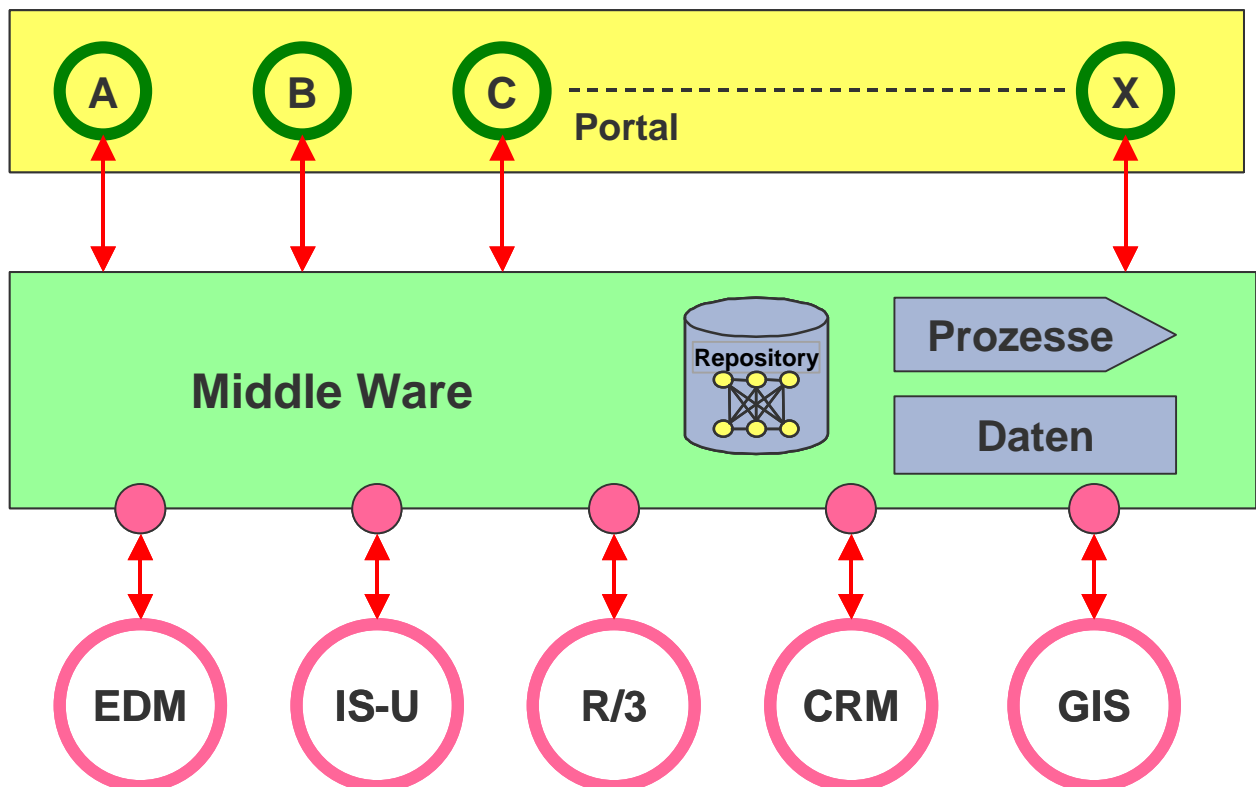 A
B
C
X
Portal
Middle Ware
Repository
Prozesse
Daten
EDM
IS-U
R/3
CRM
GIS